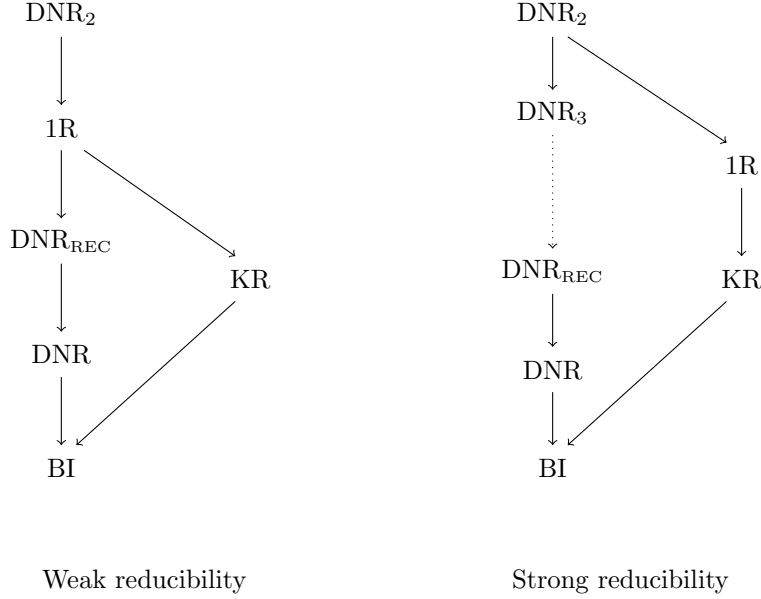 DNR₂
1R
DNR_REC
KR
DNR
BI
Weak reducibility
DNR₂
DNR₃
1R
DNR_REC
KR
DNR
BI
Strong reducibility